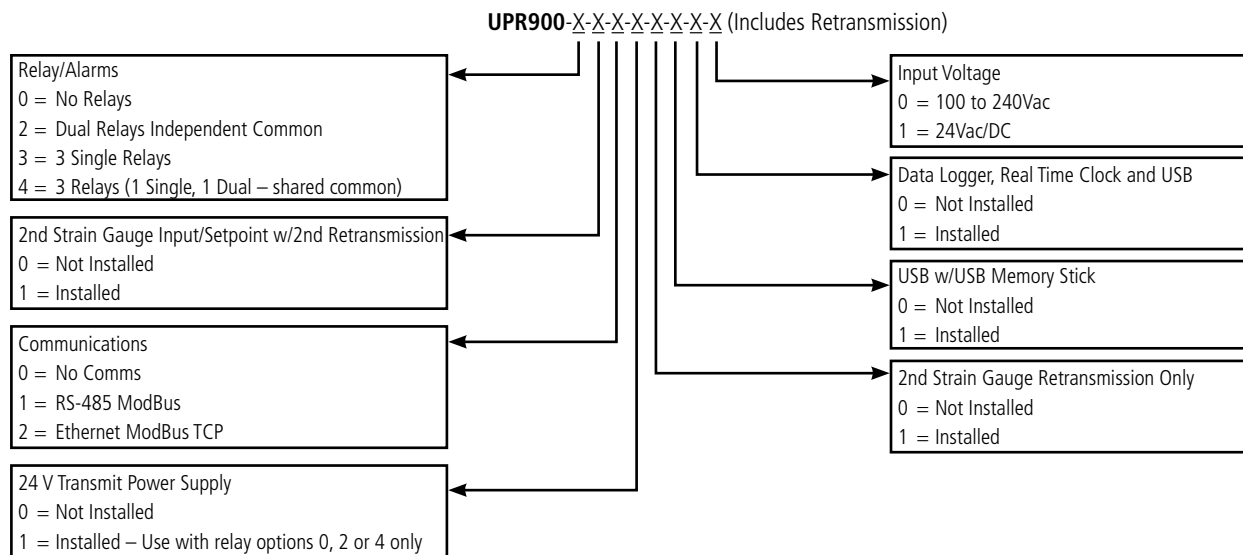 UPR900-X-X-X-X-X-X-X-X (Includes Retransmission)
Relay/Alarms
0 = No Relays
2 = Dual Relays Independent Common
3 = 3 Single Relays
4 = 3 Relays (1 Single, 1 Dual – shared common)
2nd Strain Gauge Input/Setpoint w/2nd Retransmission
0 = Not Installed
1 = Installed
Communications
0 = No Comms
1 = RS-485 ModBus
2 = Ethernet ModBus TCP
24 V Transmit Power Supply
0 = Not Installed
1 = Installed – Use with relay options 0, 2 or 4 only
Input Voltage
0 = 100 to 240Vac
1 = 24Vac/DC
Data Logger, Real Time Clock and USB
0 = Not Installed
1 = Installed
USB w/USB Memory Stick
0 = Not Installed
1 = Installed
2nd Strain Gauge Retransmission Only
0 = Not Installed
1 = Installed